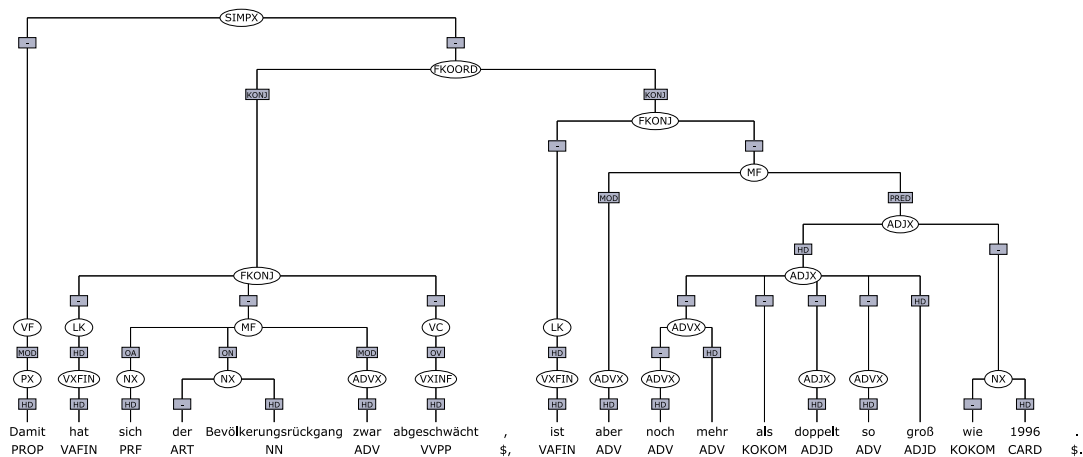 SIMPX
- -
FKOORD
KONJ KONJ
FKONJ
- -
MF
MOD PRED
ADJX
HD -
FKONJ ADJX
- - - - - - - HD
VF LK MF VC LK ADVX
MOD HD OA ON MOD OV HD - HD
PX VXFIN NX NX ADVX VXINF VXFIN ADVX ADVX ADJX ADVX NX
HD HD HD - HD HD HD HD HD HD HD HD - HD
Damit hat sich der Bevölkerungsrückgang zwar abgeschwächt , ist aber noch mehr als doppelt so groß wie 1996 .
PROP VAFIN PRF ART NN ADV VVPP $, VAFIN ADV ADV ADV KOKOM ADJD ADV ADJD KOKOM CARD $.